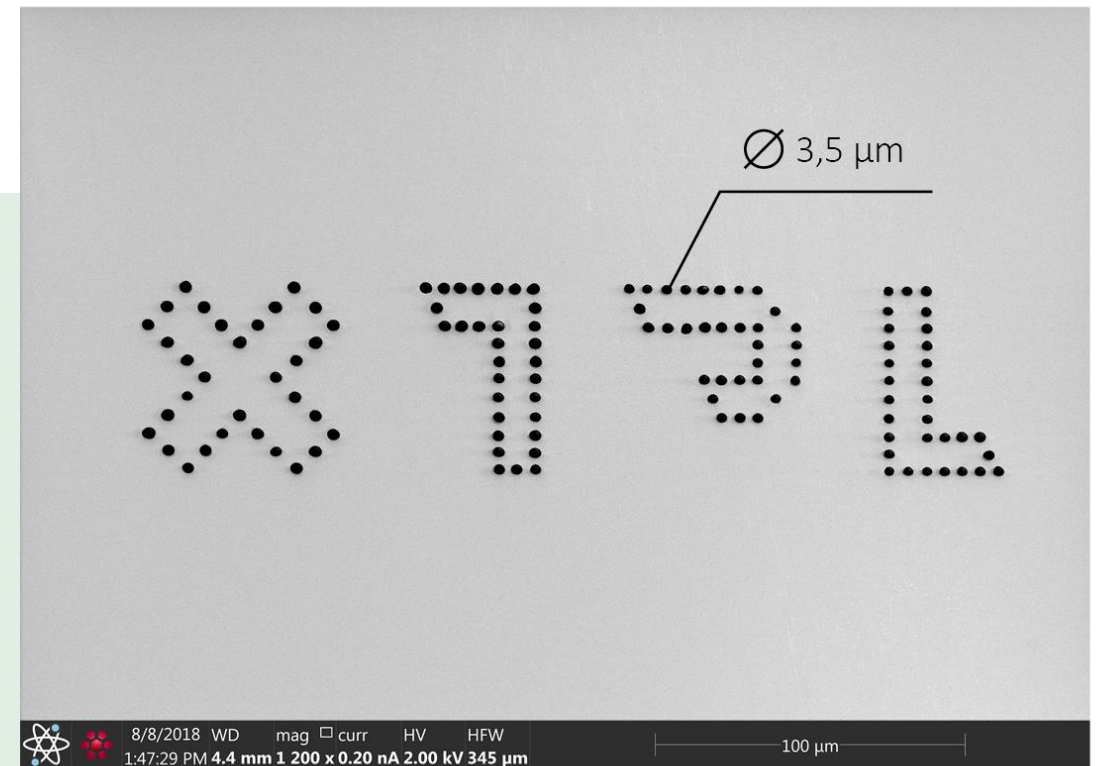 Ø 3,5 µm
XTPL
8/8/2018 WD mag □ curr HV HFW
1:47:29 PM 4.4 mm 1 200 x 0.20 nA 2.00 kV 345 µm
100 µm